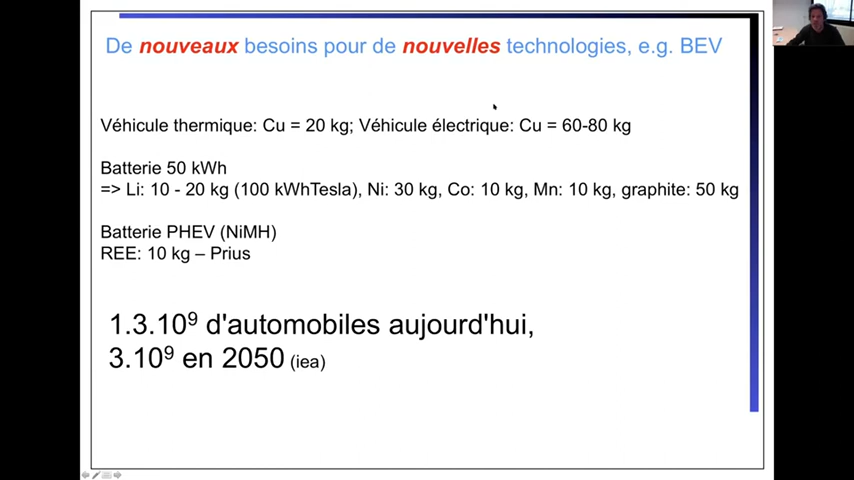 De nouveaux besoins pour de nouvelles technologies, e.g. BEV
Véhicule thermique: Cu = 20 kg; Véhicule électrique: Cu = 60-80 kg
Batterie 50 kWh
=> Li: 10 - 20 kg (100 kWhTesla), Ni: 30 kg, Co: 10 kg, Mn: 10 kg, graphite: 50 kg
Batterie PHEV (NiMH)
REE: 10 kg – Prius
1.3.10⁹ d'automobiles aujourd'hui,
3.10⁹ en 2050 (iea)